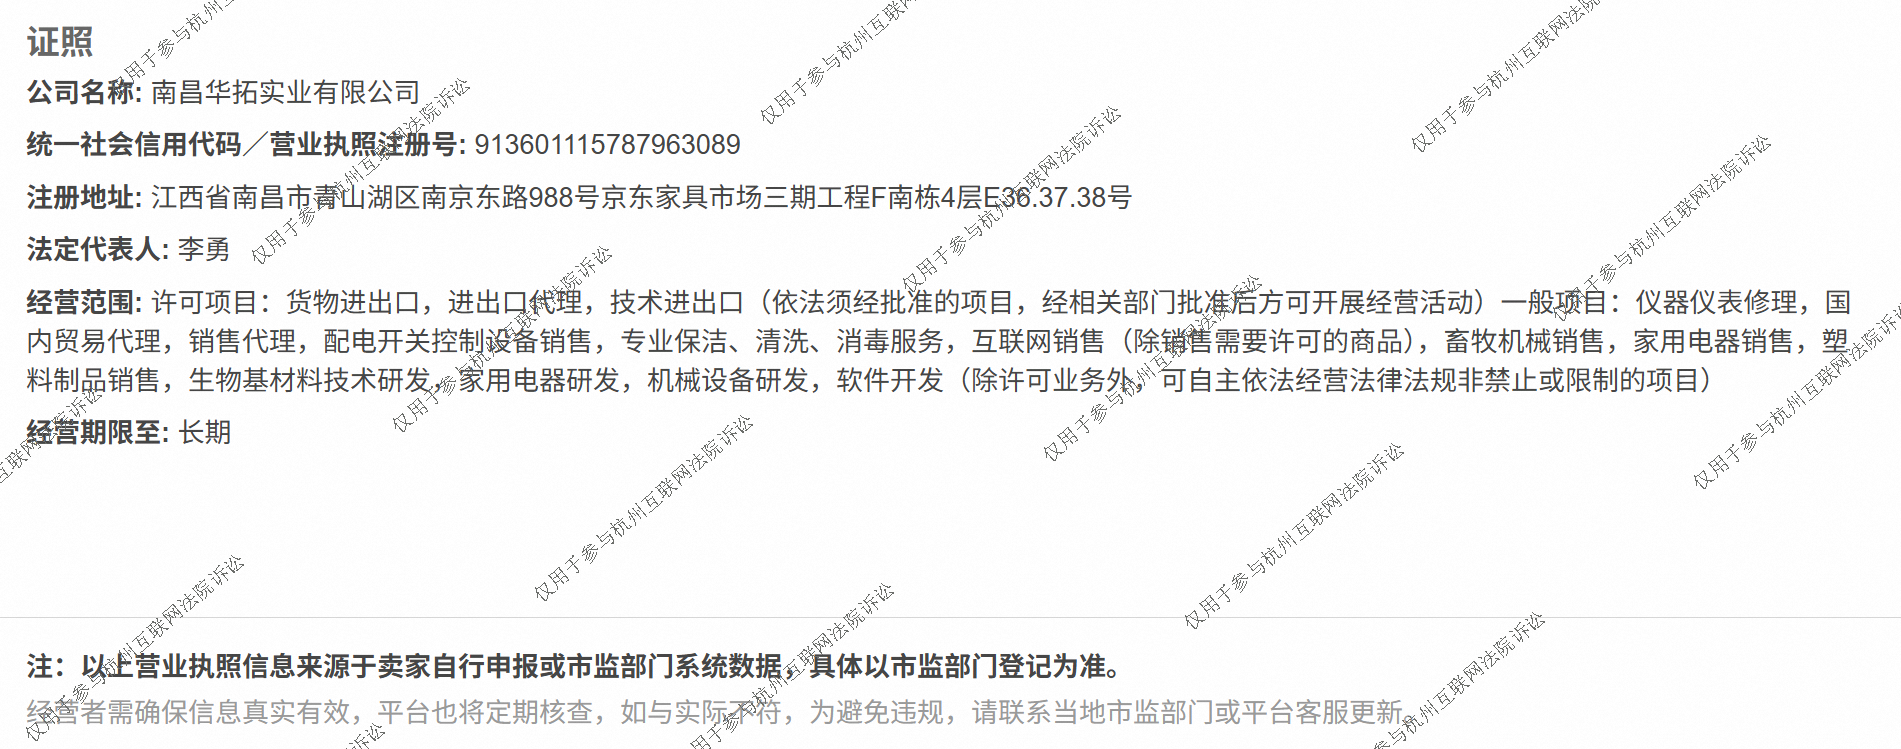 证照
公司名称: 南昌华拓实业有限公司
统一社会信用代码／营业执照注册号: 913601115787963089
注册地址: 江西省南昌市青山湖区南京东路988号京东家具市场三期工程F南栋4层E36.37.38号
法定代表人: 李勇
经营范围: 许可项目：货物进出口，进出口代理，技术进出口（依法须经批准的项目，经相关部门批准后方可开展经营活动）一般项目：仪器仪表修理，国
内贸易代理，销售代理，配电开关控制设备销售，专业保洁、清洗、消毒服务，互联网销售（除销售需要许可的商品），畜牧机械销售，家用电器销售，塑
料制品销售，生物基材料技术研发，家用电器研发，机械设备研发，软件开发（除许可业务外，可自主依法经营法律法规非禁止或限制的项目）
经营期限至: 长期
注：以上营业执照信息来源于卖家自行申报或市监部门系统数据，具体以市监部门登记为准。
经营者需确保信息真实有效，平台也将定期核查，如与实际不符，为避免违规，请联系当地市监部门或平台客服更新。
仅用于参与杭州互联网法院诉讼